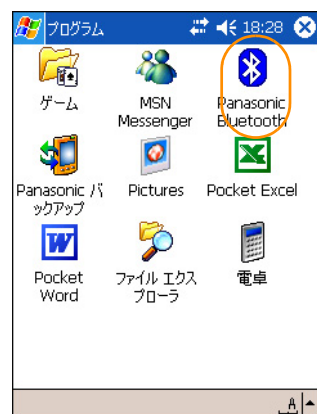 プログラム 18:28
ゲーム
MSN
Messenger
Panasonic
Bluetooth
Panasonic バ
ックアップ
Pictures
Pocket Excel
Pocket
Word
ファイル エクス
プローラ
電卓
A